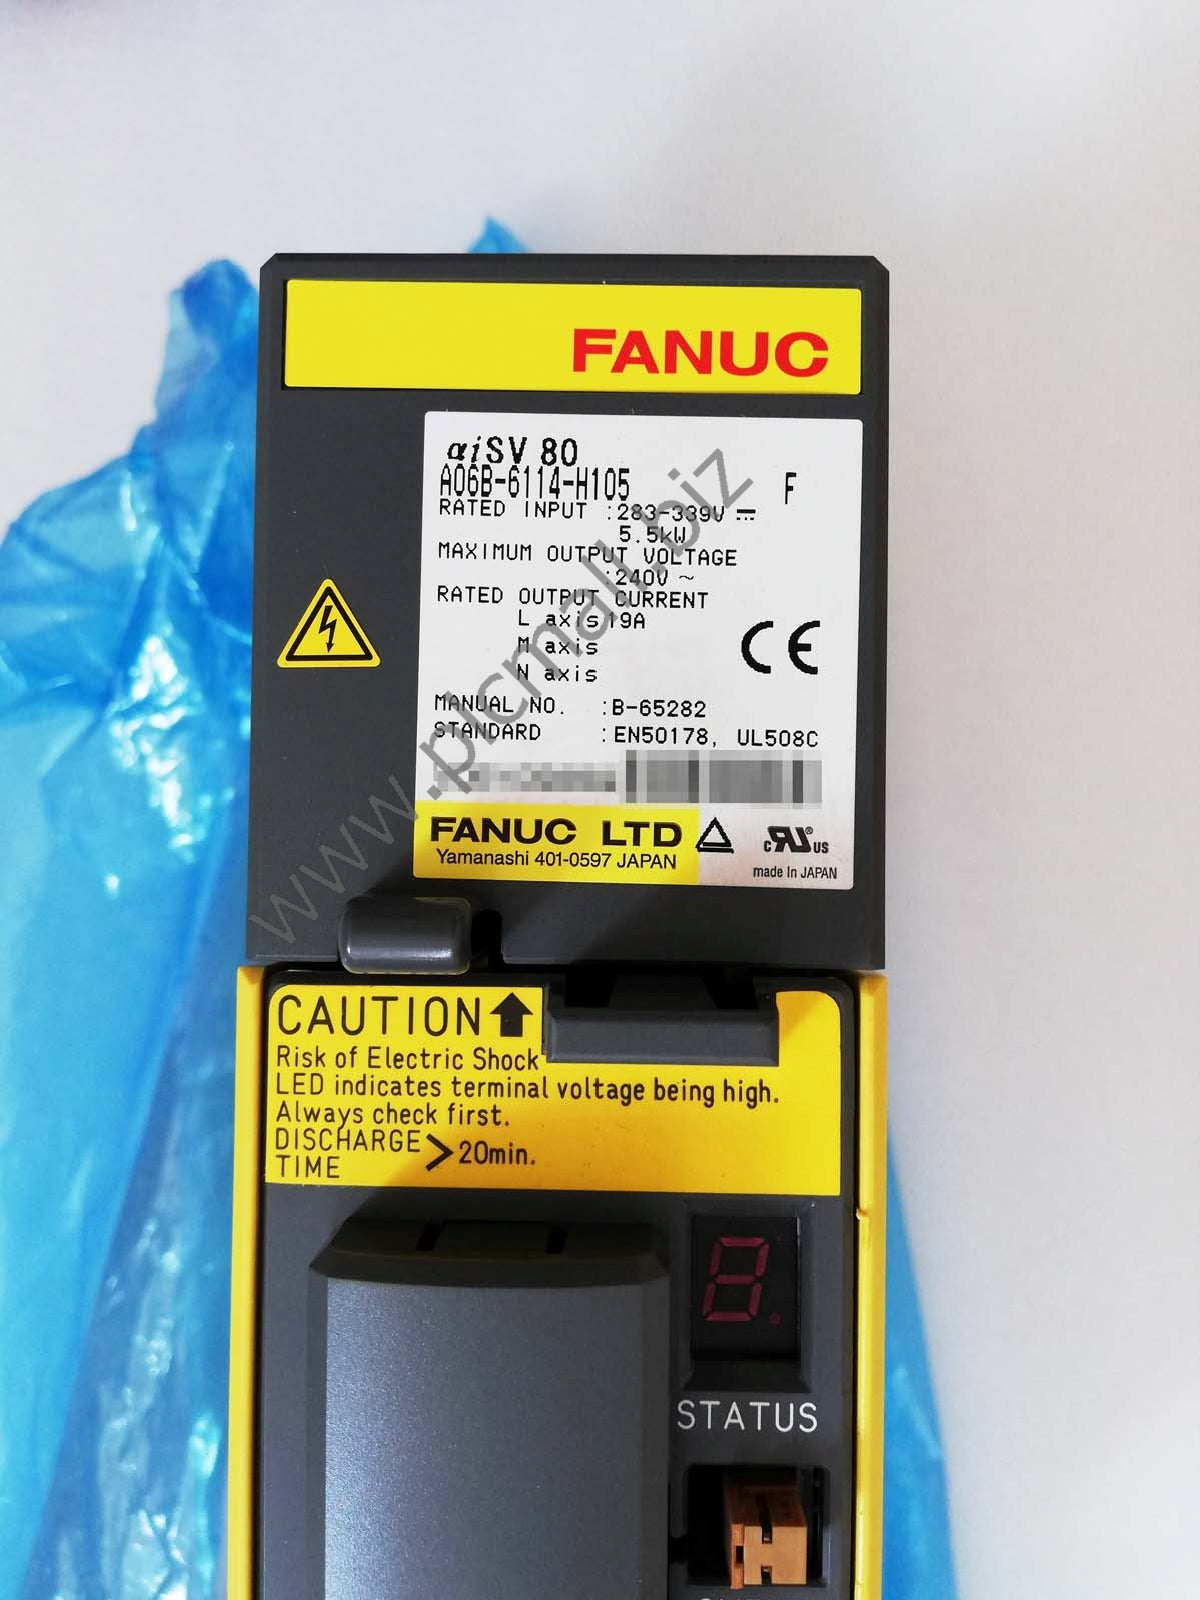 FANUC
αiSV 80
A06B-6114-H105 F
RATED INPUT :283-339V ⎓
5.5kW
MAXIMUM OUTPUT VOLTAGE
:240V ~
RATED OUTPUT CURRENT
L axis 19A
M axis
N axis
CE
MANUAL NO. :B-65282
STANDARD :EN50178, UL508C
FANUC LTD
Yamanashi 401-0597 JAPAN
c RU ® US
made In JAPAN
www.plcmall.biz
CAUTION
Risk of Electric Shock
LED indicates terminal voltage being high.
Always check first.
DISCHARGE
TIME > 20min.
8.
STATUS